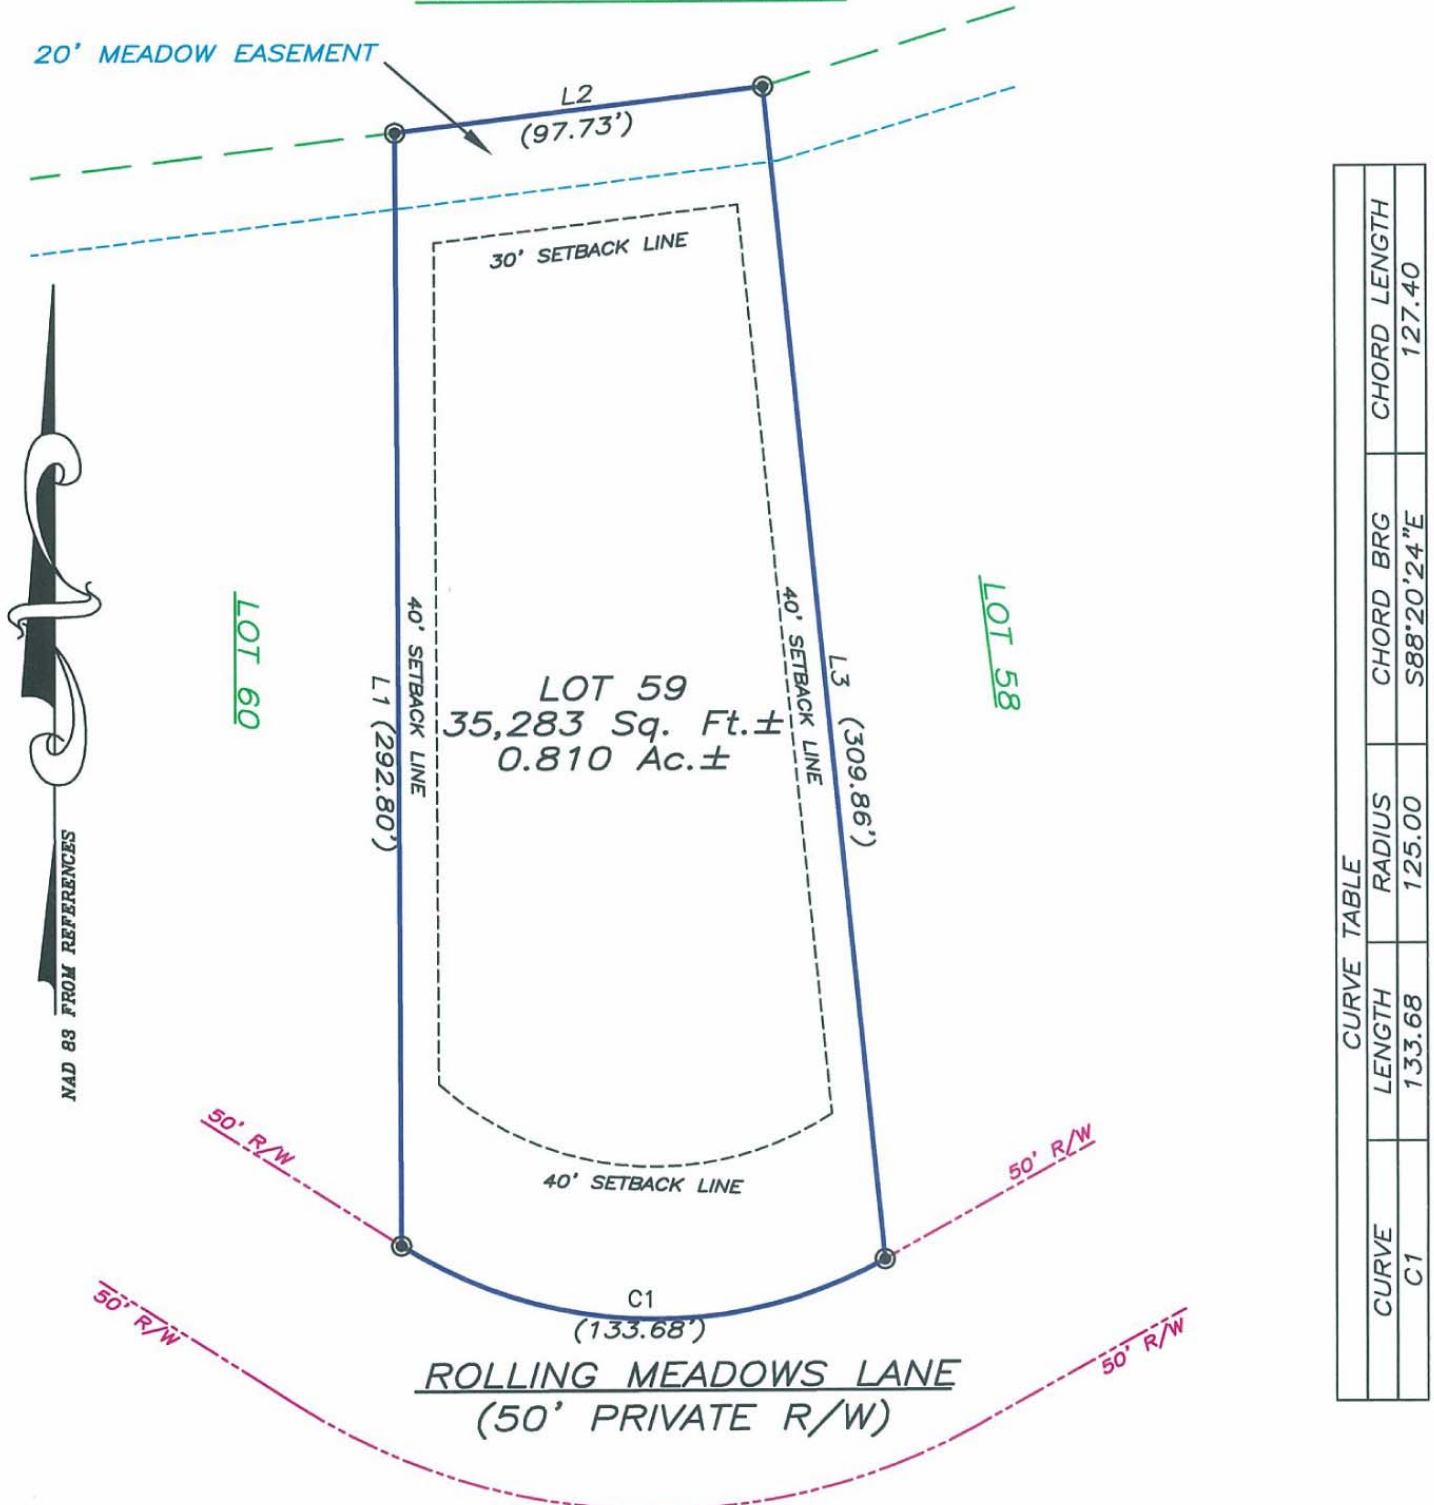 20' MEADOW EASEMENT
L2
(97.73')
30' SETBACK LINE
LOT 60
L1 (292.80')
40' SETBACK LINE
LOT 59
35,283 Sq. Ft.±
0.810 Ac.±
40' SETBACK LINE
L3 (309.86')
LOT 58
NAD 83 FROM REFERENCES
50' R/W
50' R/W
40' SETBACK LINE
C1
(133.68')
50' R/W
50' R/W
ROLLING MEADOWS LANE
(50' PRIVATE R/W)
CURVE TABLE
CURVE LENGTH RADIUS CHORD BRG CHORD LENGTH
C1 133.68 125.00 S88°20'24"E 127.40